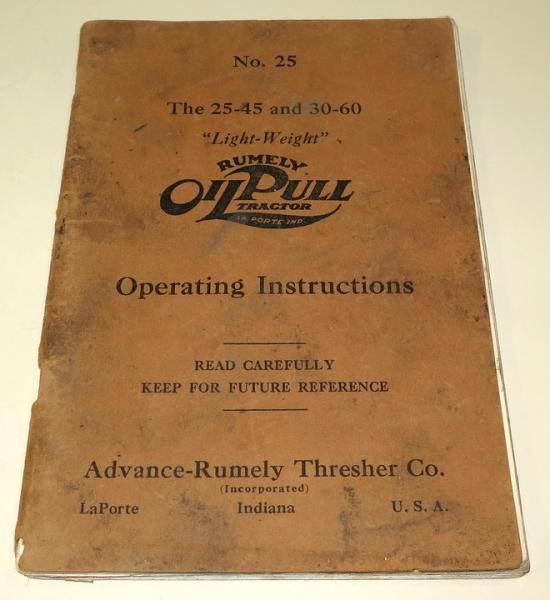 No. 25
The 25-45 and 30-60
"Light-Weight"
RUMELY
OILPULL
TRACTOR
LA PORTE IND.
Operating Instructions
READ CAREFULLY
KEEP FOR FUTURE REFERENCE
Advance-Rumely Thresher Co.
(Incorporated)
LaPorte Indiana U. S. A.